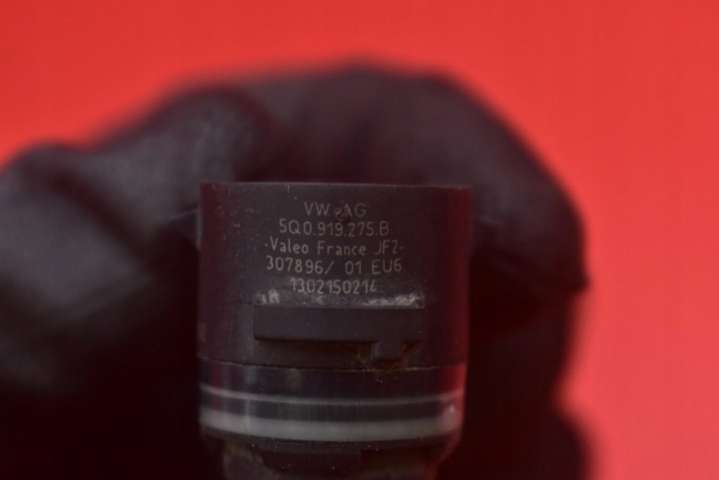 VW AG
5Q0.919.275.B
·Valeo France JF2·
307896/ 01 EU6
1302150214